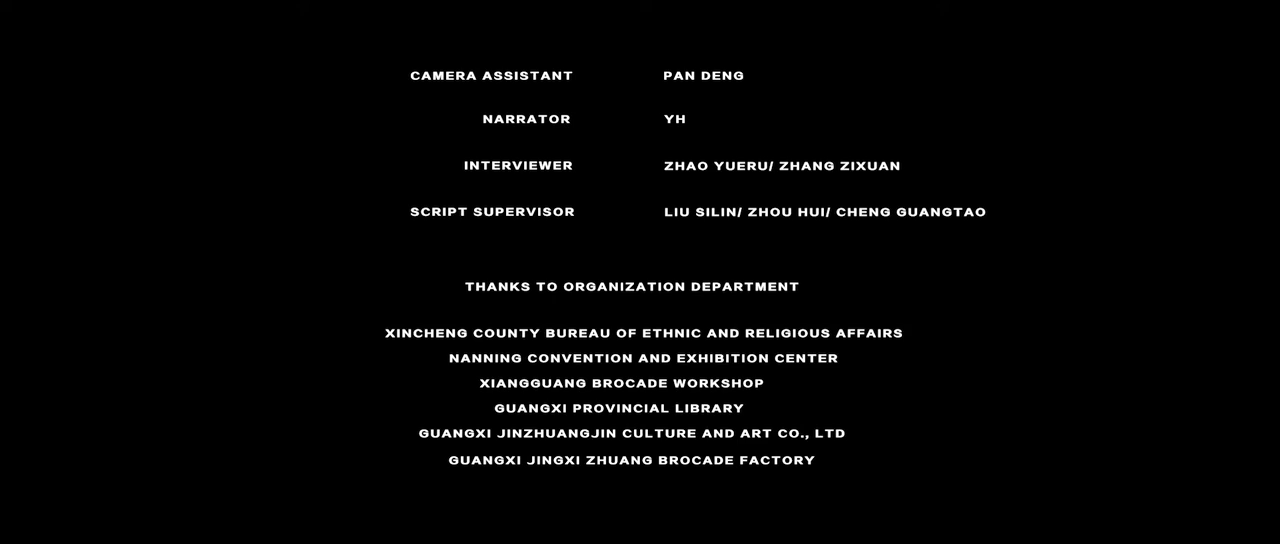 CAMERA ASSISTANT PAN DENG
NARRATOR YH
INTERVIEWER ZHAO YUERU/ ZHANG ZIXUAN
SCRIPT SUPERVISOR LIU SILIN/ ZHOU HUI/ CHENG GUANGTAO
THANKS TO ORGANIZATION DEPARTMENT
XINCHENG COUNTY BUREAU OF ETHNIC AND RELIGIOUS AFFAIRS
NANNING CONVENTION AND EXHIBITION CENTER
XIANGGUANG BROCADE WORKSHOP
GUANGXI PROVINCIAL LIBRARY
GUANGXI JINZHUANGJIN CULTURE AND ART CO., LTD
GUANGXI JINGXI ZHUANG BROCADE FACTORY